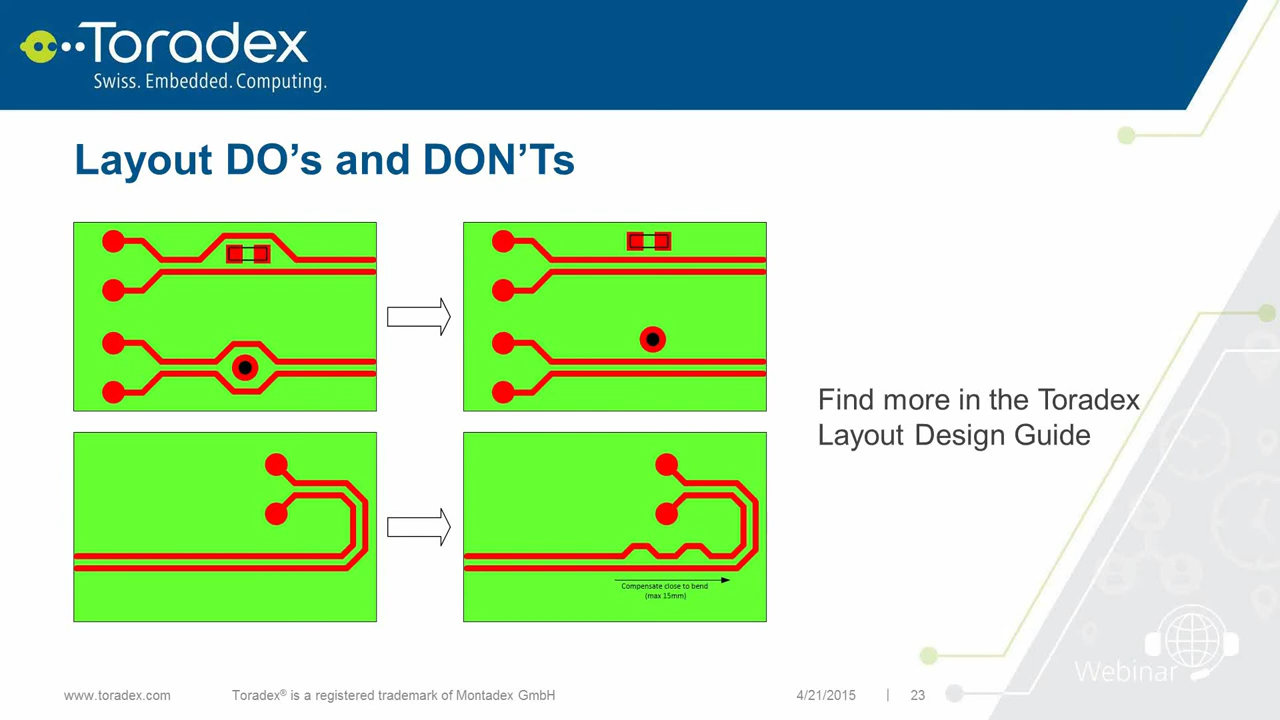 Toradex
Swiss. Embedded. Computing.
Layout DO’s and DON’Ts
Find more in the Toradex
Layout Design Guide
Compensate close to bend
(max 15mm)
Webinar
www.toradex.com
Toradex® is a registered trademark of Montadex GmbH
4/21/2015 | 23